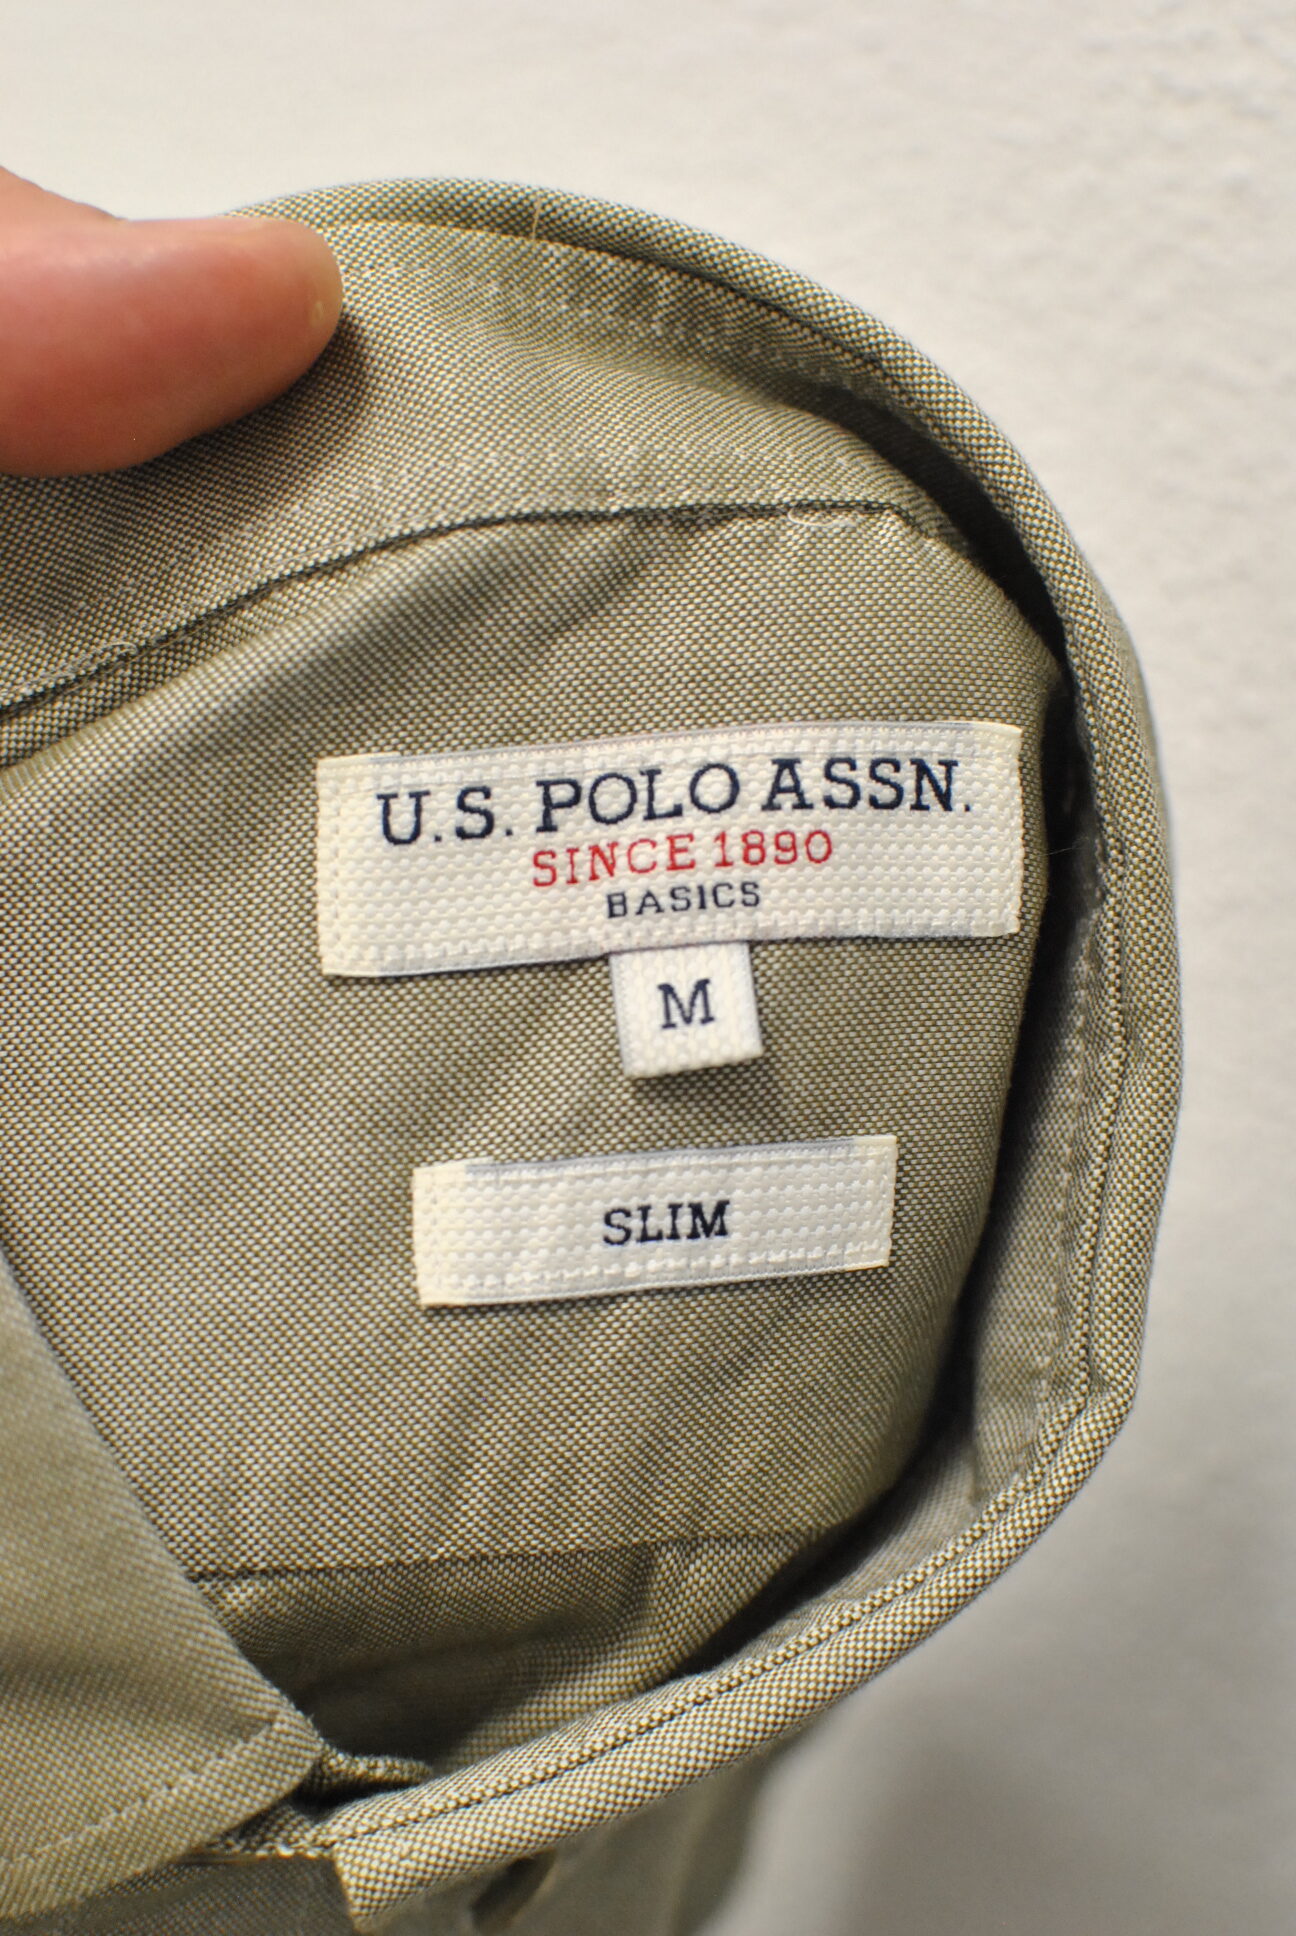 U.S. POLO ASSN.
SINCE 1890
BASICS
M
SLIM